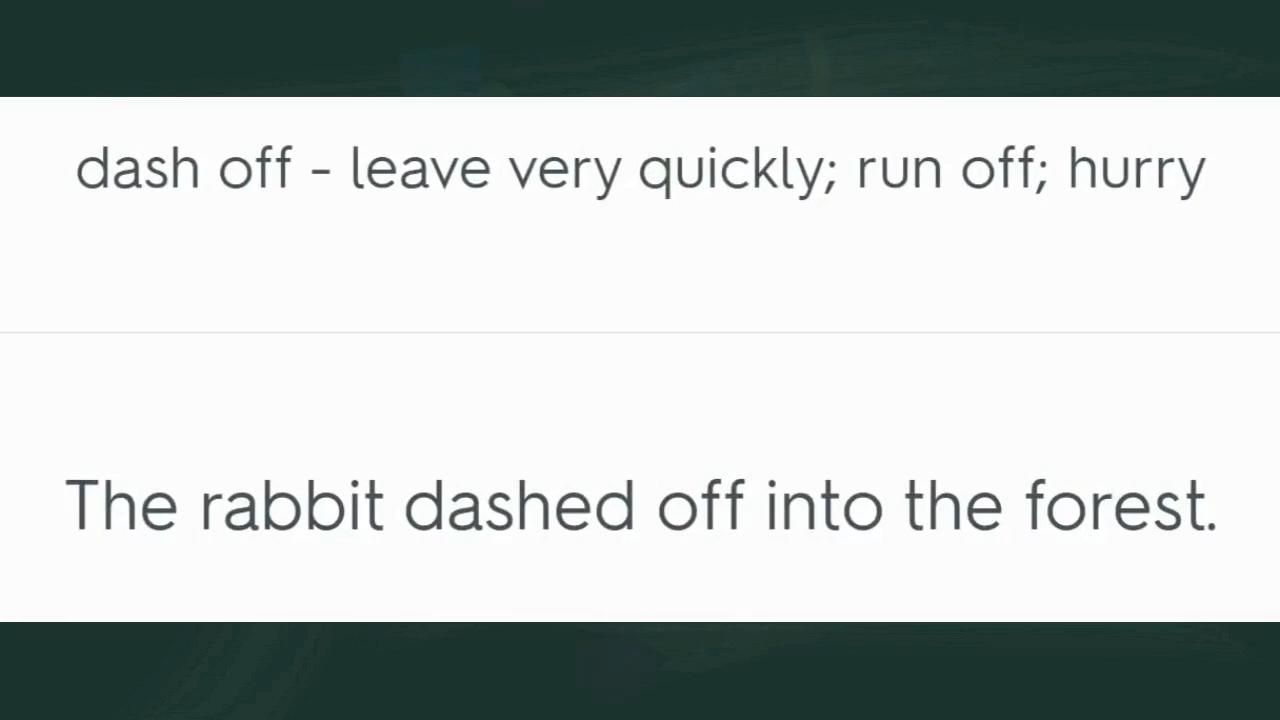 dash off - leave very quickly; run off; hurry
The rabbit dashed off into the forest.